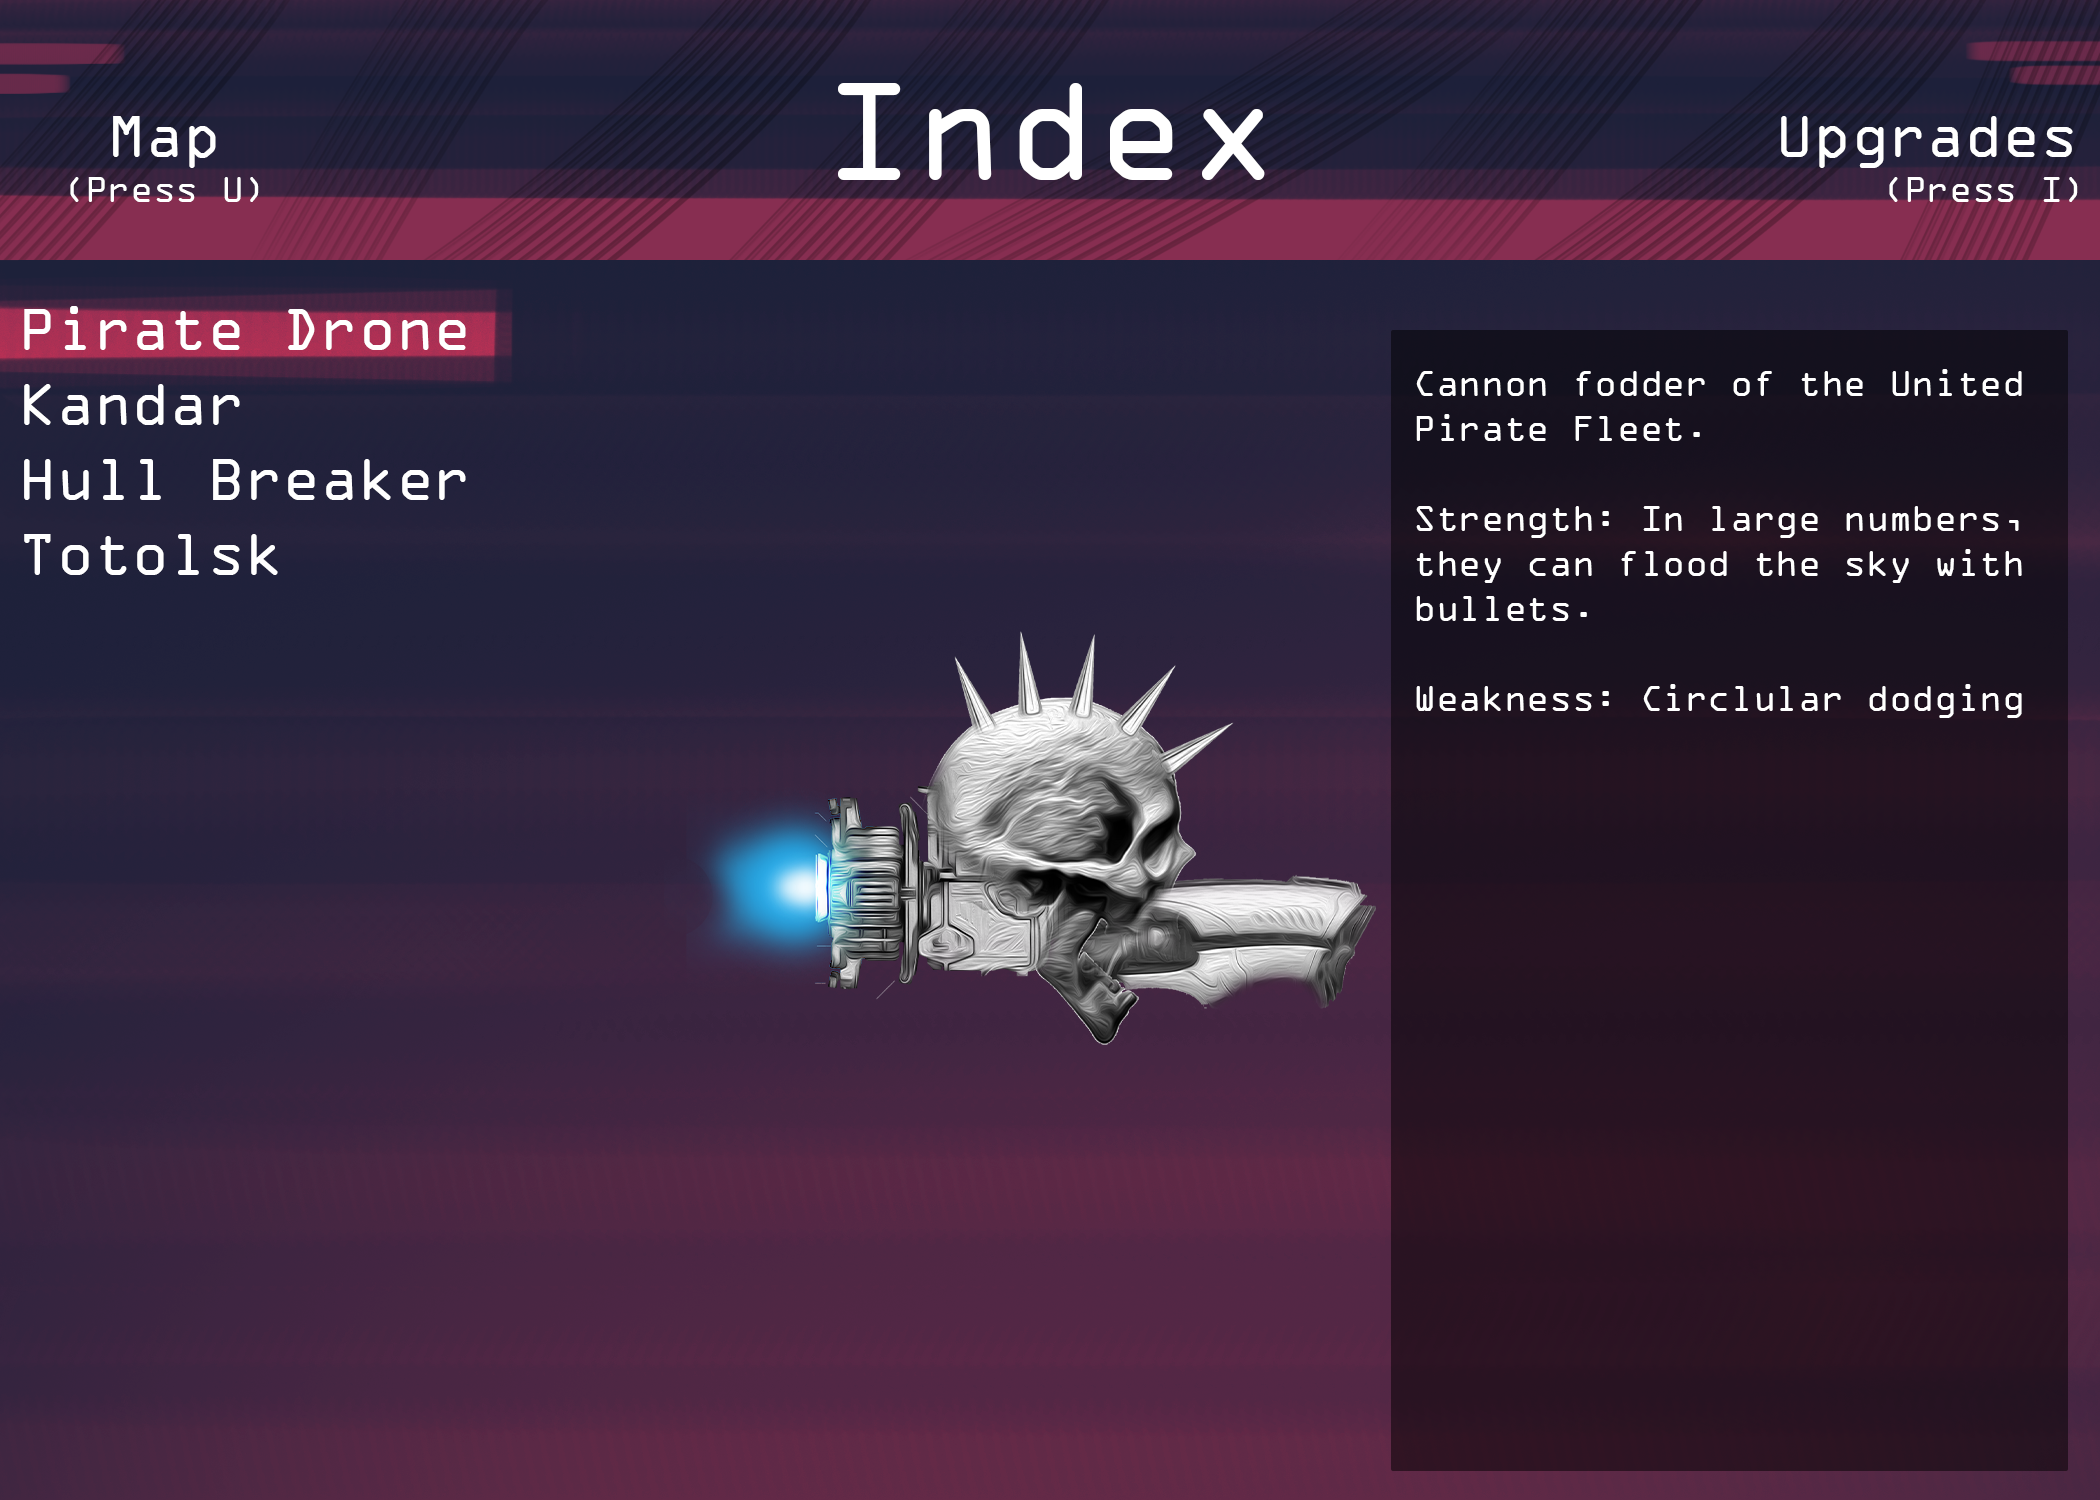 Index
Map
(Press U)
Upgrades
(Press I)
Pirate Drone
Kandar
Hull Breaker
Totolsk
Cannon fodder of the United
Pirate Fleet.
Strength: In large numbers,
they can flood the sky with
bullets.
Weakness: Circlular dodging